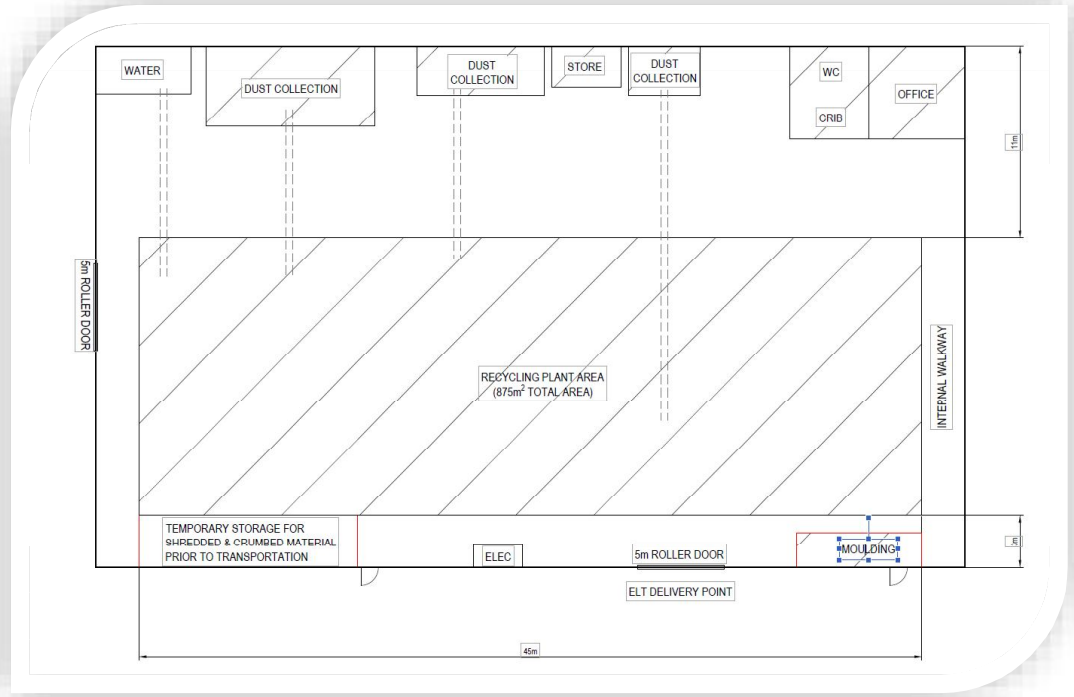 WATER
DUST COLLECTION
DUST
COLLECTION
STORE
DUST
COLLECTION
WC
CRIB
OFFICE
11m
5m ROLLER DOOR
RECYCLING PLANT AREA
(875m² TOTAL AREA)
INTERNAL WALKWAY
TEMPORARY STORAGE FOR
SHREDDED & CRUMBED MATERIAL
PRIOR TO TRANSPORTATION
ELEC
5m ROLLER DOOR
MOULDING
ELT DELIVERY POINT
45m